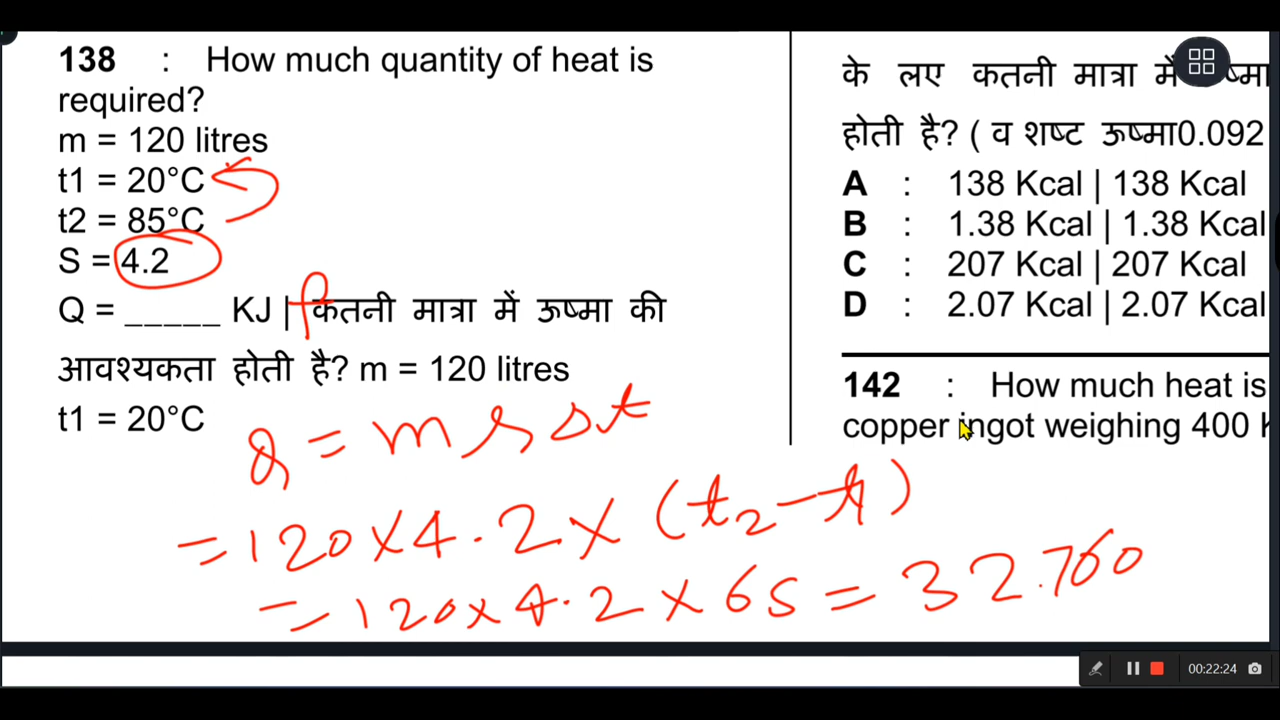 138 : How much quantity of heat is
required?
m = 120 litres
t1 = 20°C
t2 = 85°C
S = 4.2
Q = _____ KJ | कतनी मात्रा में ऊष्मा की
आवश्यकता होती है? m = 120 litres
t1 = 20°C
Q = m s Δt
= 120 × 4.2 × (t2 - t1)
= 120 × 4.2 × 65 = 32.760
के लए कतनी मात्रा में
होती है? ( व शष्ट ऊष्मा0.092
A : 138 Kcal | 138 Kcal
B : 1.38 Kcal | 1.38 Kcal
C : 207 Kcal | 207 Kcal
D : 2.07 Kcal | 2.07 Kcal
142 : How much heat is
copper ingot weighing 400
00:22:24